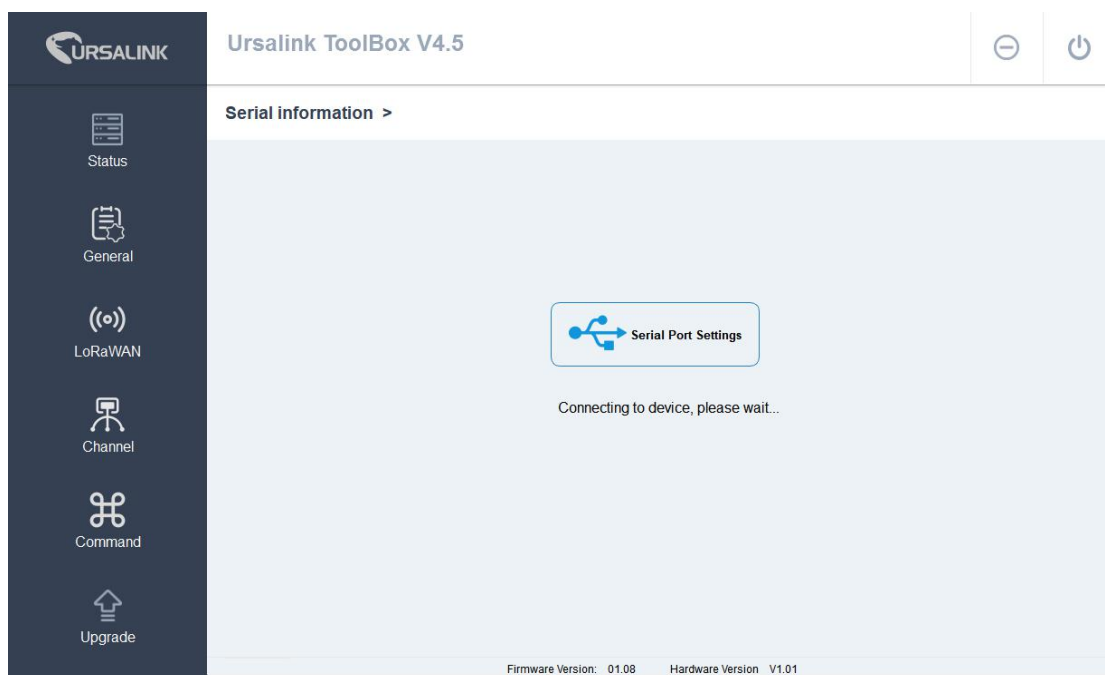 URSALINK
Ursalink ToolBox V4.5
Serial information >
Status
General
LoRaWAN
Channel
Command
Upgrade
Serial Port Settings
Connecting to device, please wait...
Firmware Version: 01.08 Hardware Version V1.01